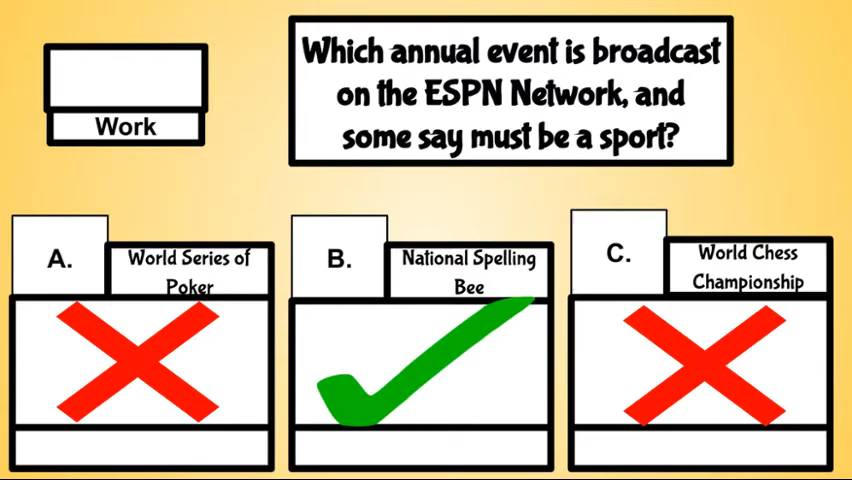 Which annual event is broadcast
on the ESPN Network, and
some say must be a sport?
Work
A.
World Series of
Poker
B.
National Spelling
Bee
C.
World Chess
Championship